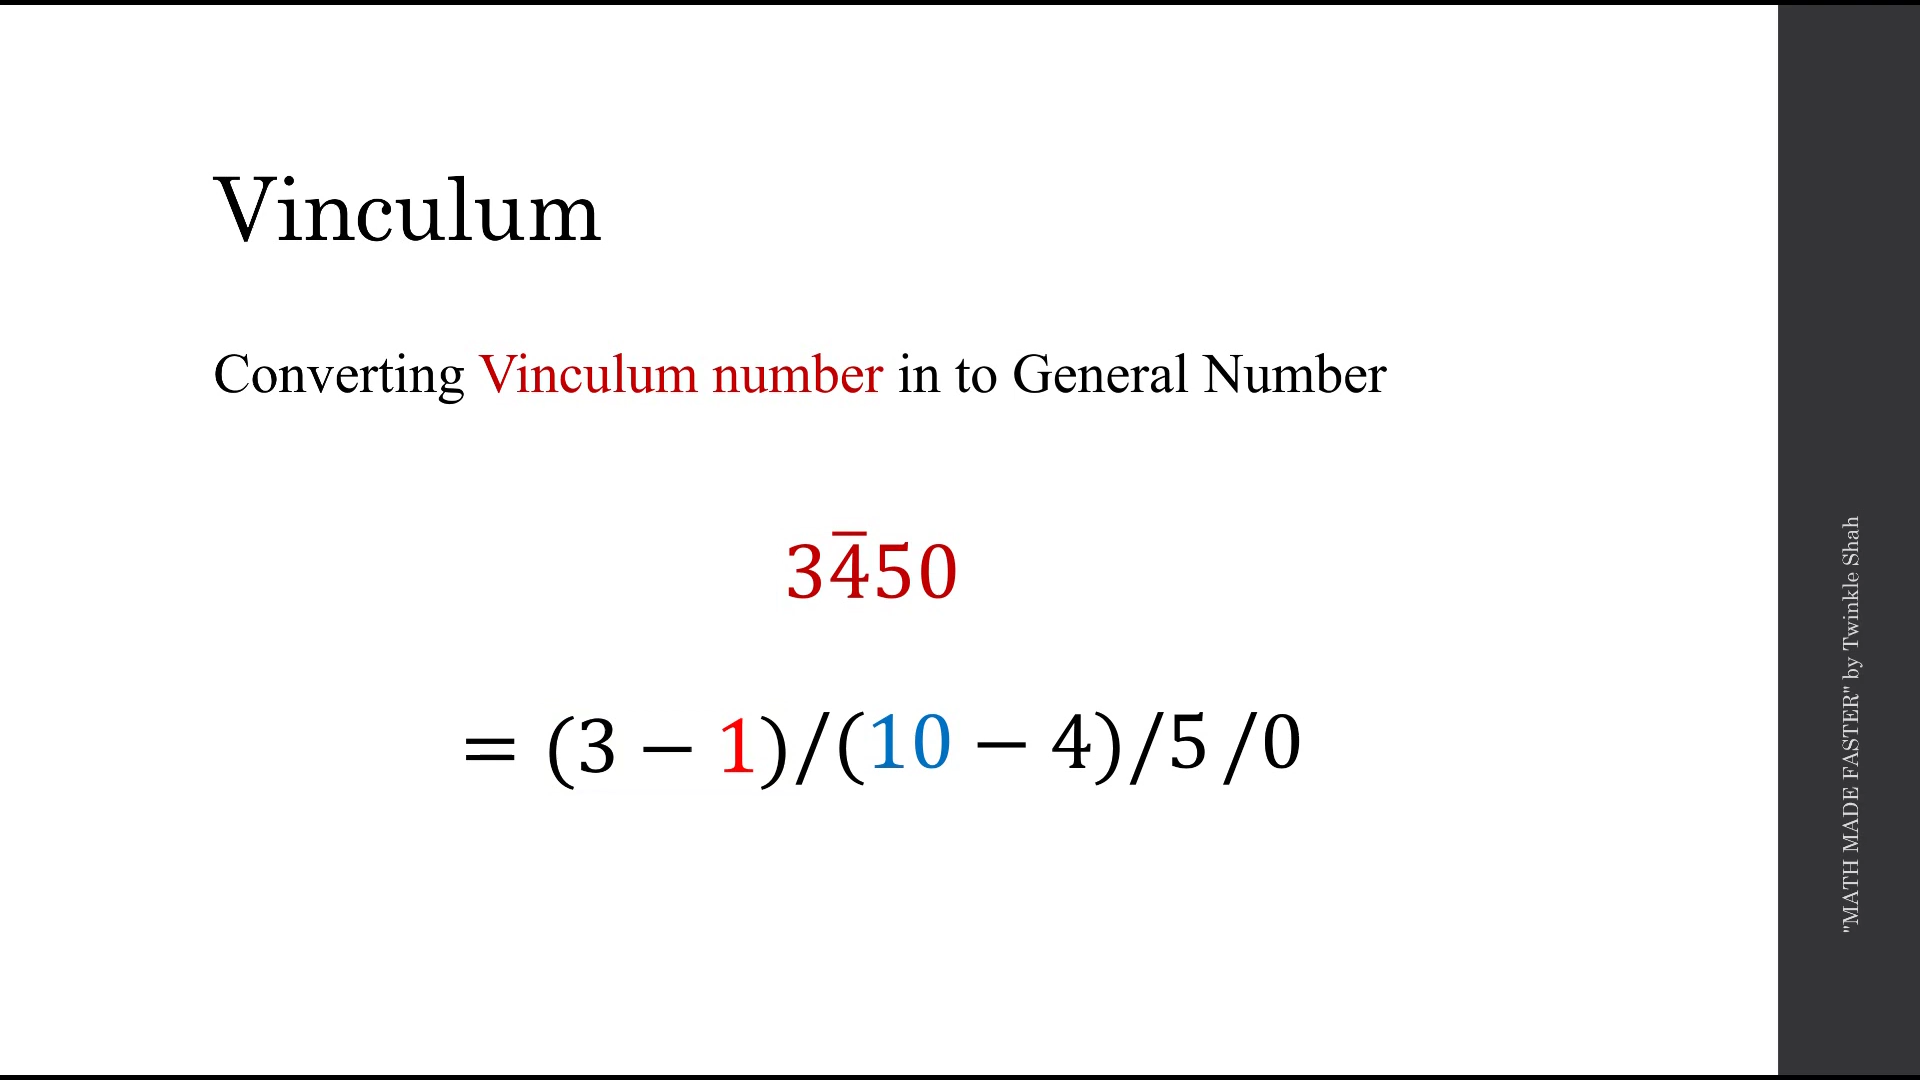 Vinculum
Converting Vinculum number in to General Number
34̅50
= (3 − 1)/(10 − 4)/5 /0
"MATH MADE FASTER" by Twinkle Shah